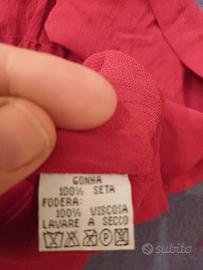 GONNA
100% SETA
FODERA:
100% VISCOSA
LAVARE A SECCO
subito